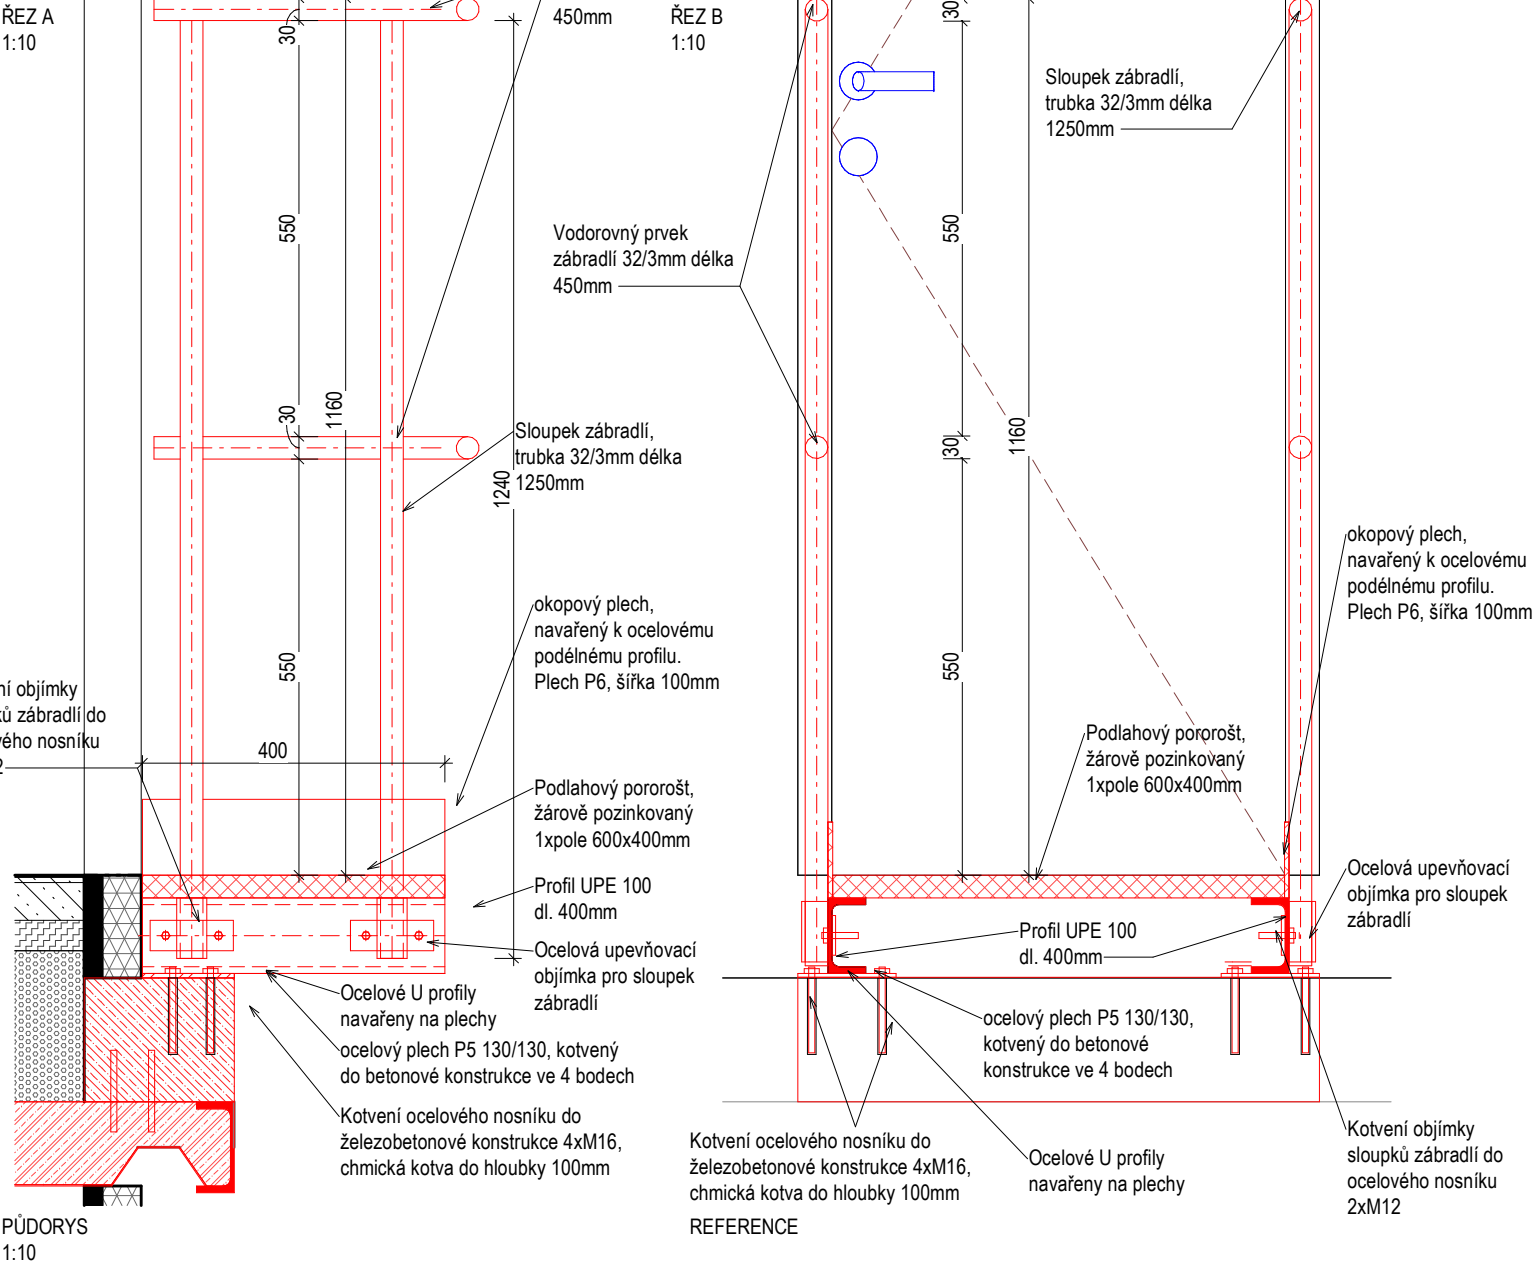 ŘEZ A
1:10
30
450mm
ŘEZ B
1:10
30
Sloupek zábradlí,
trubka 32/3mm délka
1250mm
550
550
Vodorovný prvek
zábradlí 32/3mm délka
450mm
30
1160
30
1160
Sloupek zábradlí,
trubka 32/3mm délka
1250mm
1240
okopový plech,
navařený k ocelovému
podélnému profilu.
Plech P6, šířka 100mm
okopový plech,
navařený k ocelovému
podélnému profilu.
Plech P6, šířka 100mm
550
550
ní objímky
ků zábradlí do
vého nosníku
2
400
Podlahový pororošt,
žárově pozinkovaný
1xpole 600x400mm
Podlahový pororošt,
žárově pozinkovaný
1xpole 600x400mm
Profil UPE 100
dl. 400mm
Ocelová upevňovací
objímka pro sloupek
zábradlí
Ocelová upevňovací
objímka pro sloupek
zábradlí
Profil UPE 100
dl. 400mm
Ocelové U profily
navařeny na plechy
ocelový plech P5 130/130, kotvený
do betonové konstrukce ve 4 bodech
ocelový plech P5 130/130,
kotvený do betonové
konstrukce ve 4 bodech
Kotvení ocelového nosníku do
železobetonové konstrukce 4xM16,
chmická kotva do hloubky 100mm
Kotvení ocelového nosníku do
železobetonové konstrukce 4xM16,
chmická kotva do hloubky 100mm
Ocelové U profily
navařeny na plechy
Kotvení objímky
sloupků zábradlí do
ocelového nosníku
2xM12
PŮDORYS
1:10
REFERENCE